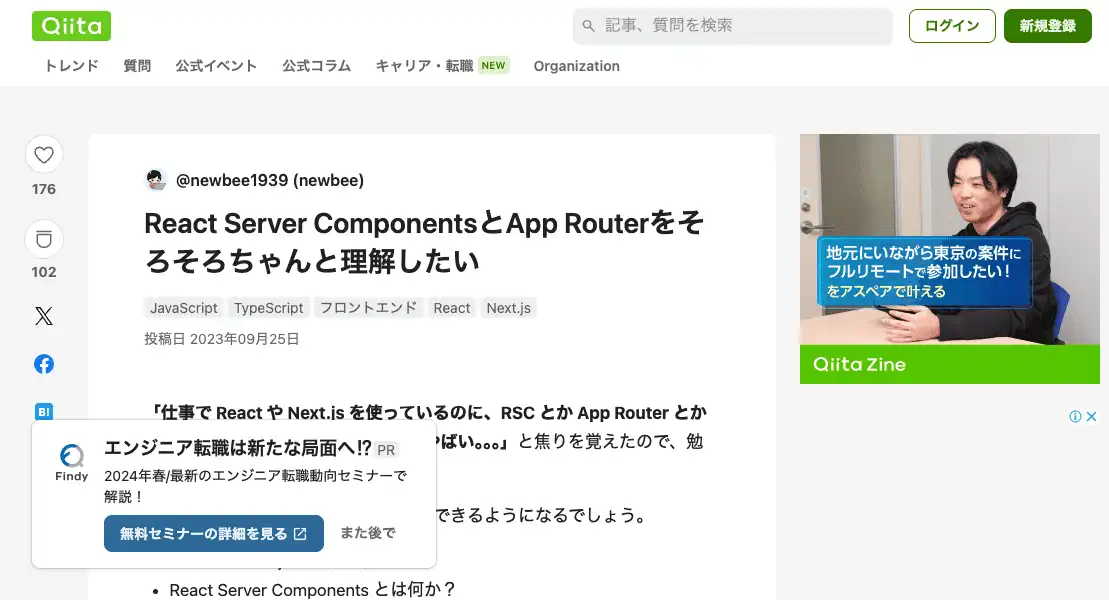 Qiita
記事、質問を検索
ログイン
新規登録
トレンド
質問
公式イベント
公式コラム
キャリア・転職 NEW
Organization
176
102
B!
@newbee1939 (newbee)
React Server ComponentsとApp Routerをそ
ろそろちゃんと理解したい
JavaScript
TypeScript
フロントエンド
React
Next.js
投稿日 2023年09月25日
「仕事で React や Next.js を使っているのに、RSC とか App Router とか
ばい。。。」と焦りを覚えたので、勉
できるようになるでしょう。
• React Server Components とは何か？
地元にいながら東京の案件に
フルリモートで参加したい！
をアスペアで叶える
Qiita Zine
Findy
エンジニア転職は新たな局面へ!? PR
2024年春/最新のエンジニア転職動向セミナーで
解説！
無料セミナーの詳細を見る
また後で